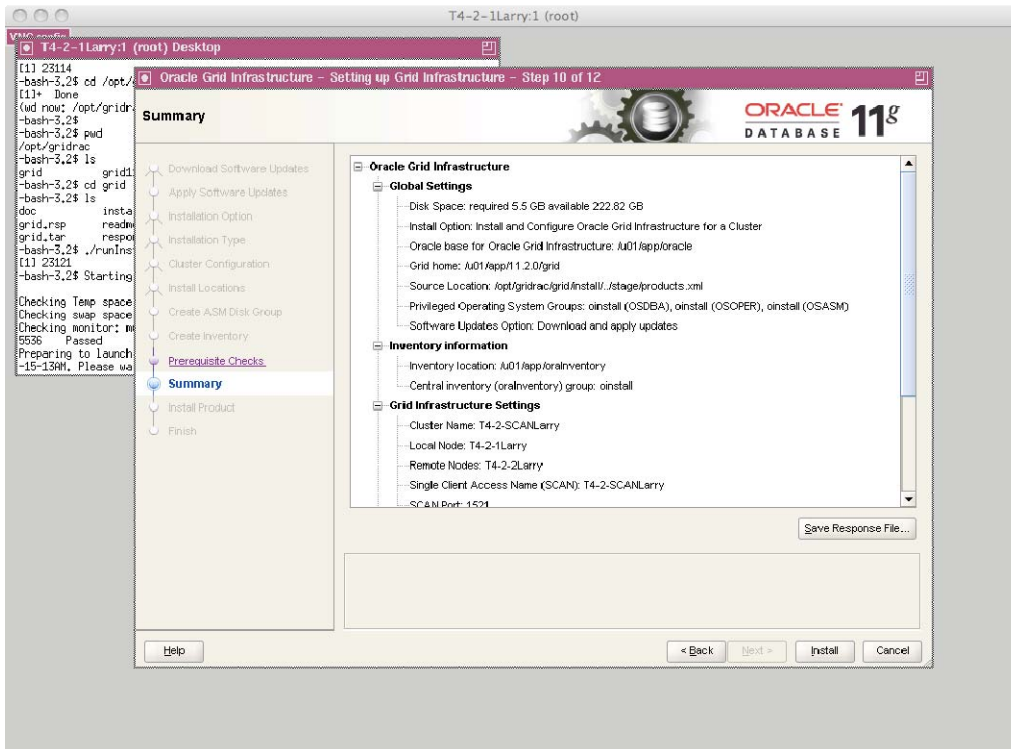 T4-2-1Larry:1 (root)
VNC config
T4-2-1Larry:1 (root) Desktop
[1] 23114
-bash-3.2$ cd /opt/
[1]+ Done
(wd now: /opt/gridr
-bash-3.2$
-bash-3.2$ pwd
/opt/gridrac
-bash-3.2$ ls
grid
-bash-3.2$ cd grid
-bash-3.2$ ls
doc insta
grid.rsp readm
grid.tar respo
-bash-3.2$ ./runIns
[1] 23121
-bash-3.2$ Starting
Checking Temp space
Checking swap space
Checking monitor: m
5536 Passed
Preparing to launch
-15-13AM. Please wa
Oracle Grid Infrastructure - Setting up Grid Infrastructure - Step 10 of 12
Summary
ORACLE
DATABASE
11g
Download Software Updates
Apply Software Updates
Installation Option
Installation Type
Cluster Configuration
Install Locations
Create ASM Disk Group
Create Inventory
Prerequisite Checks
Summary
Install Product
Finish
Oracle Grid Infrastructure
Global Settings
Disk Space: required 5.5 GB available 222.82 GB
Install Option: Install and Configure Oracle Grid Infrastructure for a Cluster
Oracle base for Oracle Grid Infrastructure: /u01/app/oracle
Grid home: /u01/app/11.2.0/grid
Source Location: /opt/gridrac/grid/install/../stage/products.xml
Privileged Operating System Groups: oinstall (OSDBA), oinstall (OSOPER), oinstall (OSASM)
Software Updates Option: Download and apply updates
Inventory information
Inventory location: /u01/app/oraInventory
Central inventory (oraInventory) group: oinstall
Grid Infrastructure Settings
Cluster Name: T4-2-SCANLarry
Local Node: T4-2-1Larry
Remote Nodes: T4-2-2Larry
Single Client Access Name (SCAN): T4-2-SCANLarry
SCAN Port: 1521
Save Response File...
Help
< Back
Next >
Install
Cancel